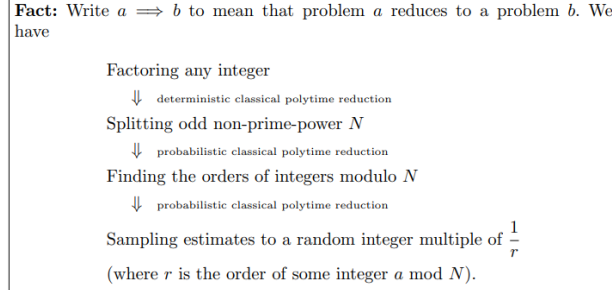 Fact: Write a ⟹ b to mean that problem a reduces to a problem b. We
have
Factoring any integer
⇓ deterministic classical polytime reduction
Splitting odd non-prime-power N
⇓ probabilistic classical polytime reduction
Finding the orders of integers modulo N
⇓ probabilistic classical polytime reduction
Sampling estimates to a random integer multiple of 1/r
(where r is the order of some integer a mod N).